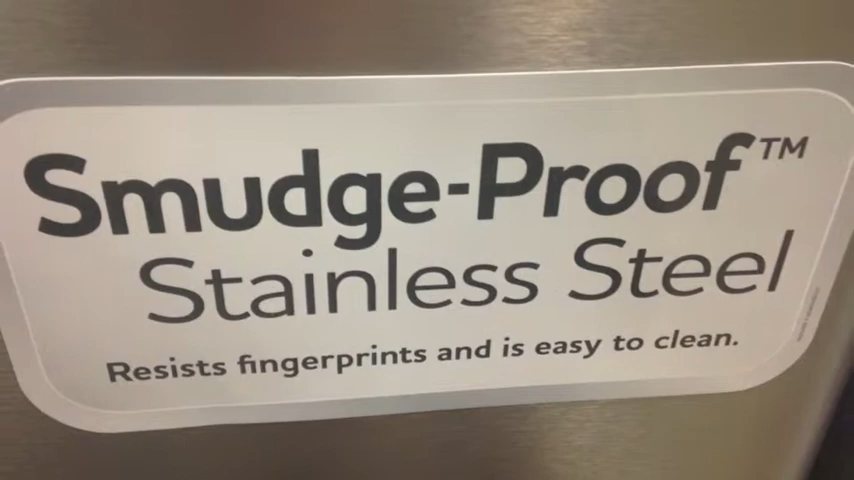 Smudge-Proof™
Stainless Steel
Resists fingerprints and is easy to clean.